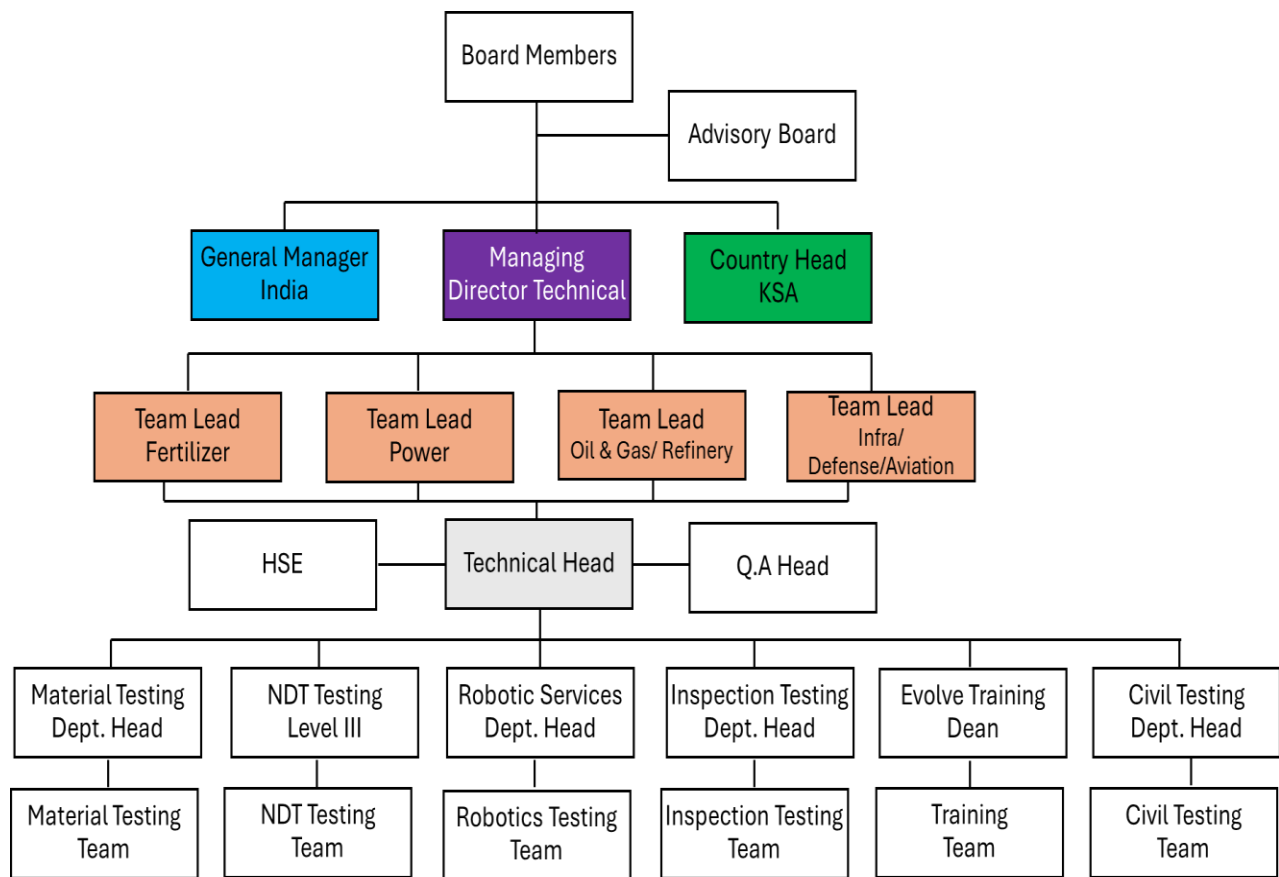 Board Members
Advisory Board
General Manager
India
Managing
Director Technical
Country Head
KSA
Team Lead
Fertilizer
Team Lead
Power
Team Lead
Oil & Gas/ Refinery
Team Lead
Infra/
Defense/Aviation
HSE
Technical Head
Q.A Head
Material Testing
Dept. Head
NDT Testing
Level III
Robotic Services
Dept. Head
Inspection Testing
Dept. Head
Evolve Training
Dean
Civil Testing
Dept. Head
Material Testing
Team
NDT Testing
Team
Robotics Testing
Team
Inspection Testing
Team
Training
Team
Civil Testing
Team